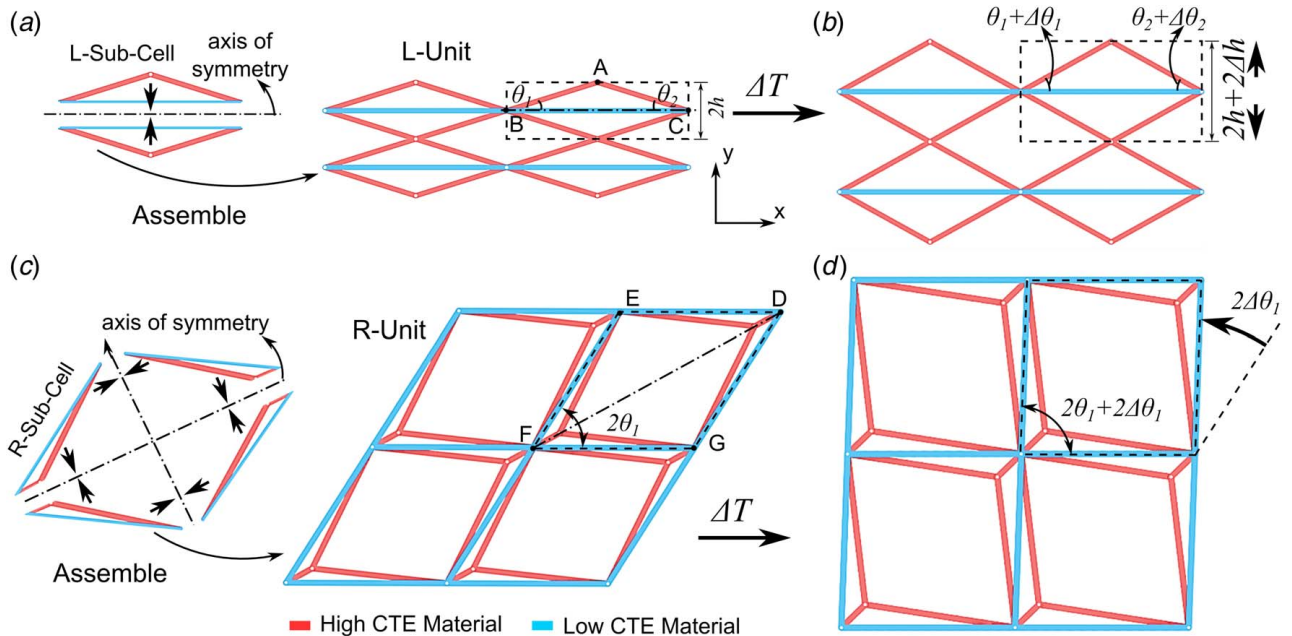 (a)
L-Sub-Cell
axis of
symmetry
L-Unit
A
θ1
θ2
B
C
2h
ΔT
y
x
Assemble
(b)
θ1+Δθ1
θ2+Δθ2
2h + 2Δh
(c)
axis of symmetry
R-Sub-Cell
R-Unit
E
D
F
G
2θ1
ΔT
Assemble
(d)
2Δθ1
2θ1+2Δθ1
High CTE Material
Low CTE Material